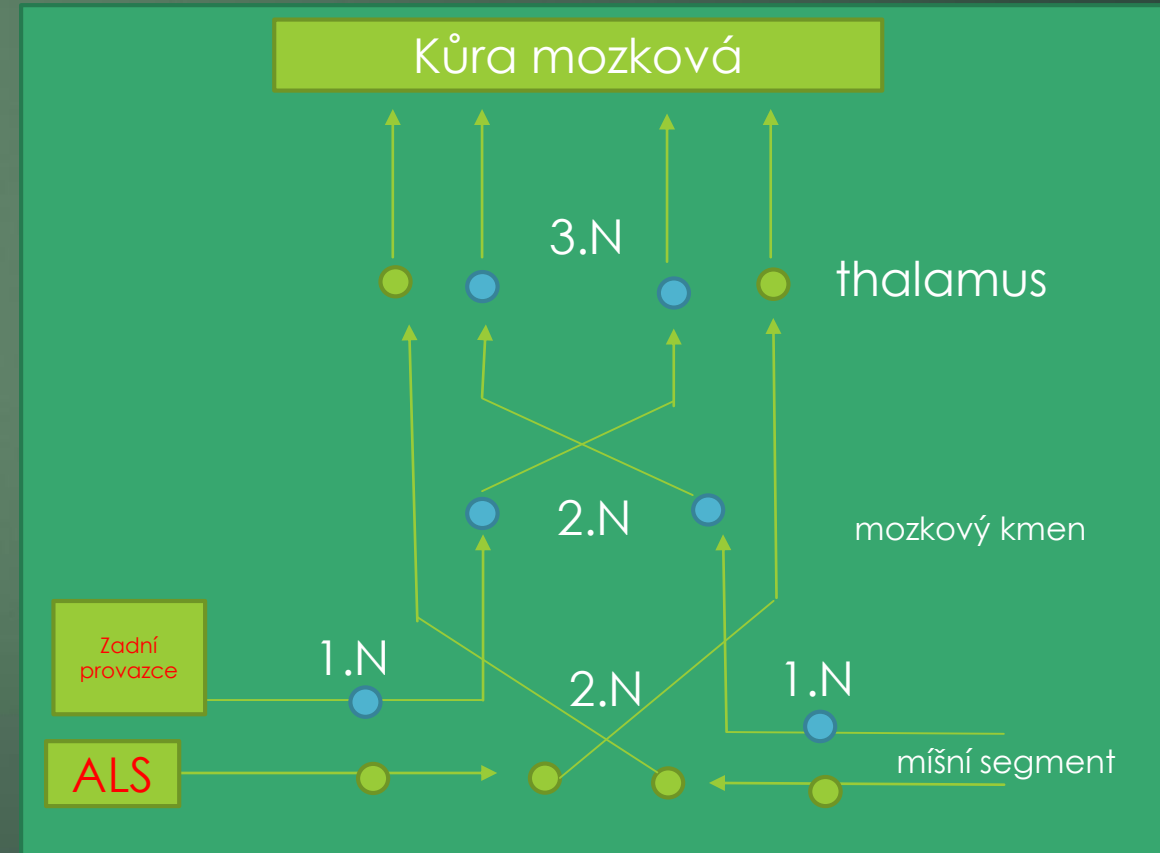 Kůra mozková
3.N
thalamus
2.N
mozkový kmen
Zadní
provazce
1.N
2.N
1.N
ALS
míšní segment